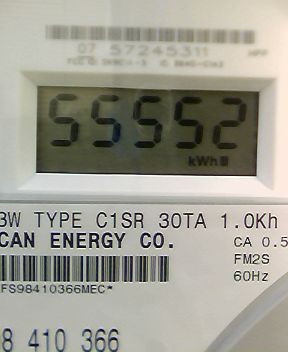 07 57245311
55552
kWh
3W TYPE C1SR 30TA 1.0Kh
CAN ENERGY CO.
CA 0.5
FM2S
60Hz
FS98410366MEC*
98 410 366